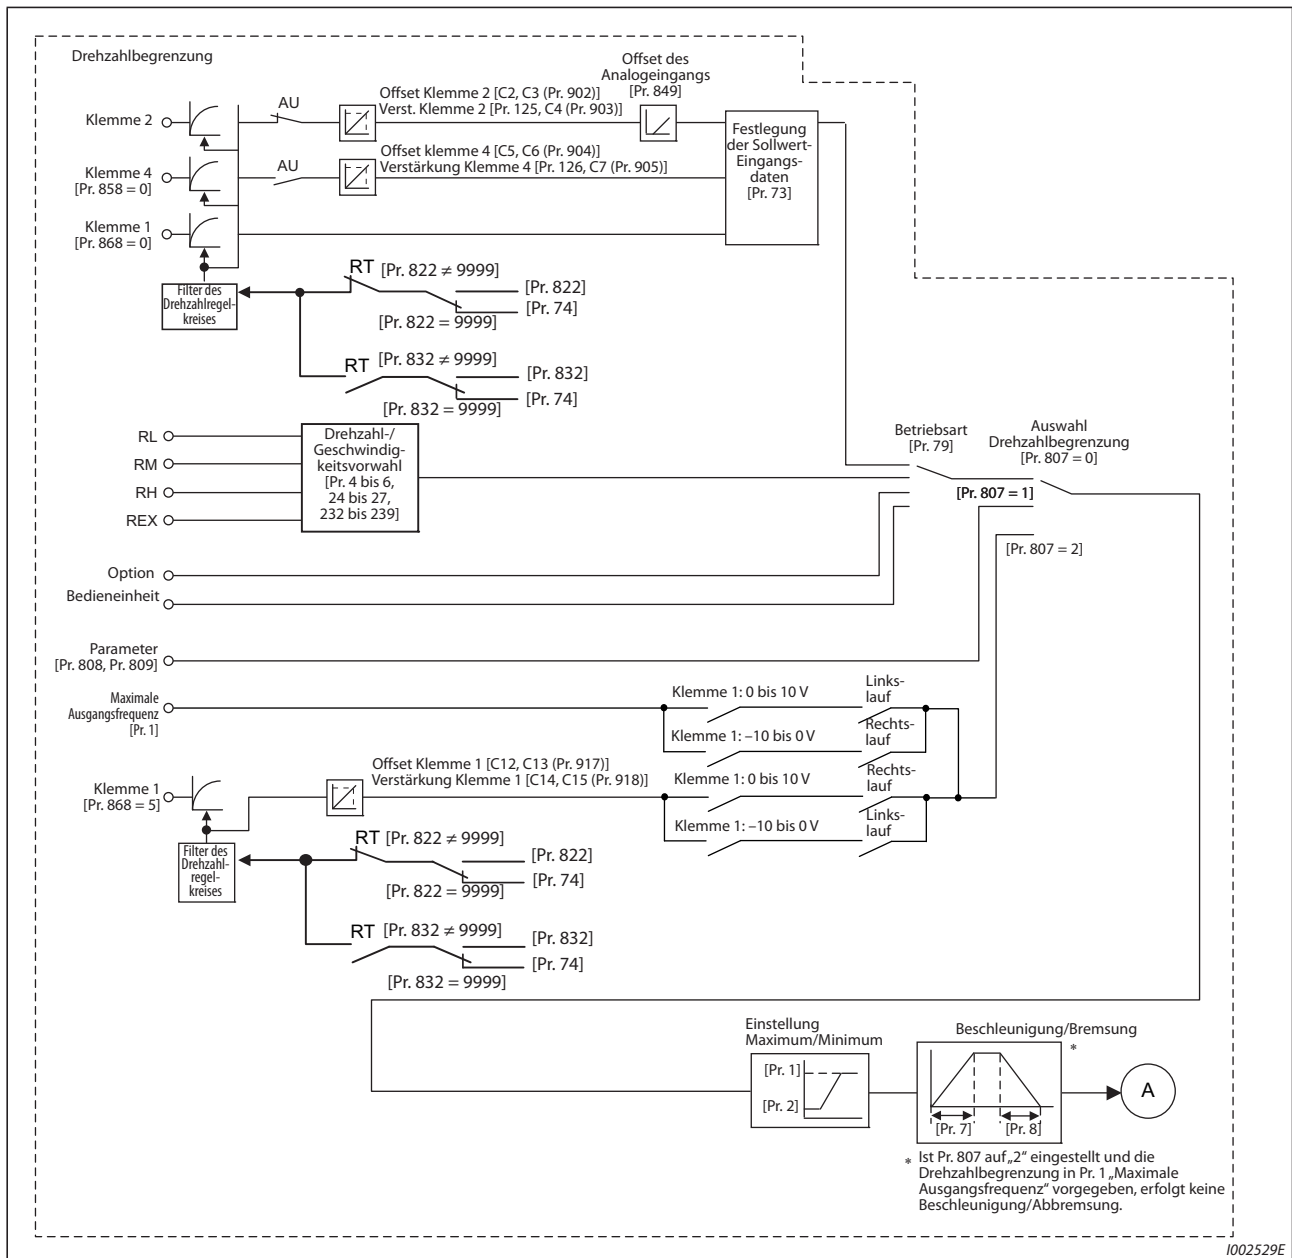 Drehzahlbegrenzung
Offset des
Analogeingangs
[Pr. 849]
Klemme 2
AU
Offset Klemme 2 [C2, C3 (Pr. 902)]
Verst. Klemme 2 [Pr. 125, C4 (Pr. 903)]
Festlegung
der Sollwert-
Eingangs-
daten
[Pr. 73]
Klemme 4
[Pr. 858 = 0]
AU
Offset klemme 4 [C5, C6 (Pr. 904)]
Verstärkung Klemme 4 [Pr. 126, C7 (Pr. 905)]
Klemme 1
[Pr. 868 = 0]
Filter des
Drehzahlregel-
kreises
RT [Pr. 822 ≠ 9999]
[Pr. 822]
[Pr. 74]
[Pr. 822 = 9999]
RT [Pr. 832 ≠ 9999]
[Pr. 832]
[Pr. 74]
[Pr. 832 = 9999]
RL
RM
RH
REX
Drehzahl-/
Geschwindig-
keitsvorwahl
[Pr. 4 bis 6,
24 bis 27,
232 bis 239]
Betriebsart
[Pr. 79]
Auswahl
Drehzahlbegrenzung
[Pr. 807 = 0]
[Pr. 807 = 1]
[Pr. 807 = 2]
Option
Bedieneinheit
Parameter
[Pr. 808, Pr. 809]
Maximale
Ausgangsfrequenz
[Pr. 1]
Klemme 1: 0 bis 10 V
Links-
lauf
Klemme 1: –10 bis 0 V
Rechts-
lauf
Klemme 1
[Pr. 868 = 5]
Offset Klemme 1 [C12, C13 (Pr. 917)]
Verstärkung Klemme 1 [C14, C15 (Pr. 918)]
Klemme 1: 0 bis 10 V
Rechts-
lauf
Klemme 1: –10 bis 0 V
Links-
lauf
Filter des
Drehzahl-
regel-
kreises
RT [Pr. 822 ≠ 9999]
[Pr. 822]
[Pr. 74]
[Pr. 822 = 9999]
RT [Pr. 832 ≠ 9999]
[Pr. 832]
[Pr. 74]
[Pr. 832 = 9999]
Einstellung
Maximum/Minimum
[Pr. 1]
[Pr. 2]
Beschleunigung/Bremsung
*
[Pr. 7]
[Pr. 8]
A
* Ist Pr. 807 auf „2“ eingestellt und die
Drehzahlbegrenzung in Pr. 1 „Maximale
Ausgangsfrequenz“ vorgegeben, erfolgt keine
Beschleunigung/Abbremsung.
I002529E